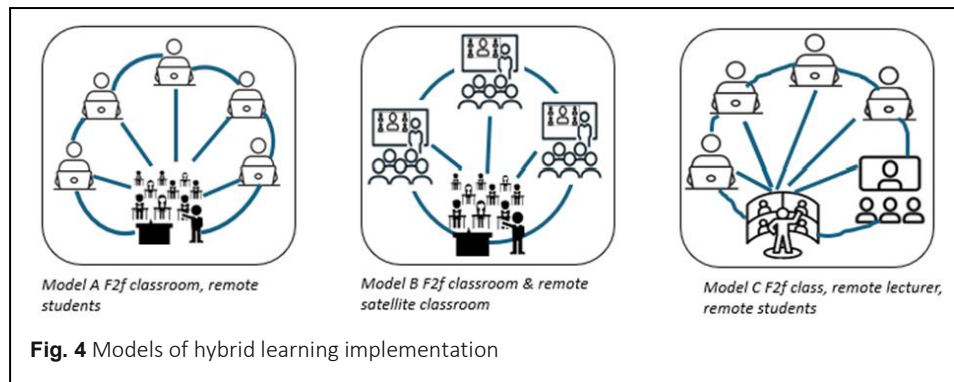 Model A F2f classroom, remote
students
Model B F2f classroom & remote
satellite classroom
Model C F2f class, remote lecturer,
remote students
Fig. 4 Models of hybrid learning implementation